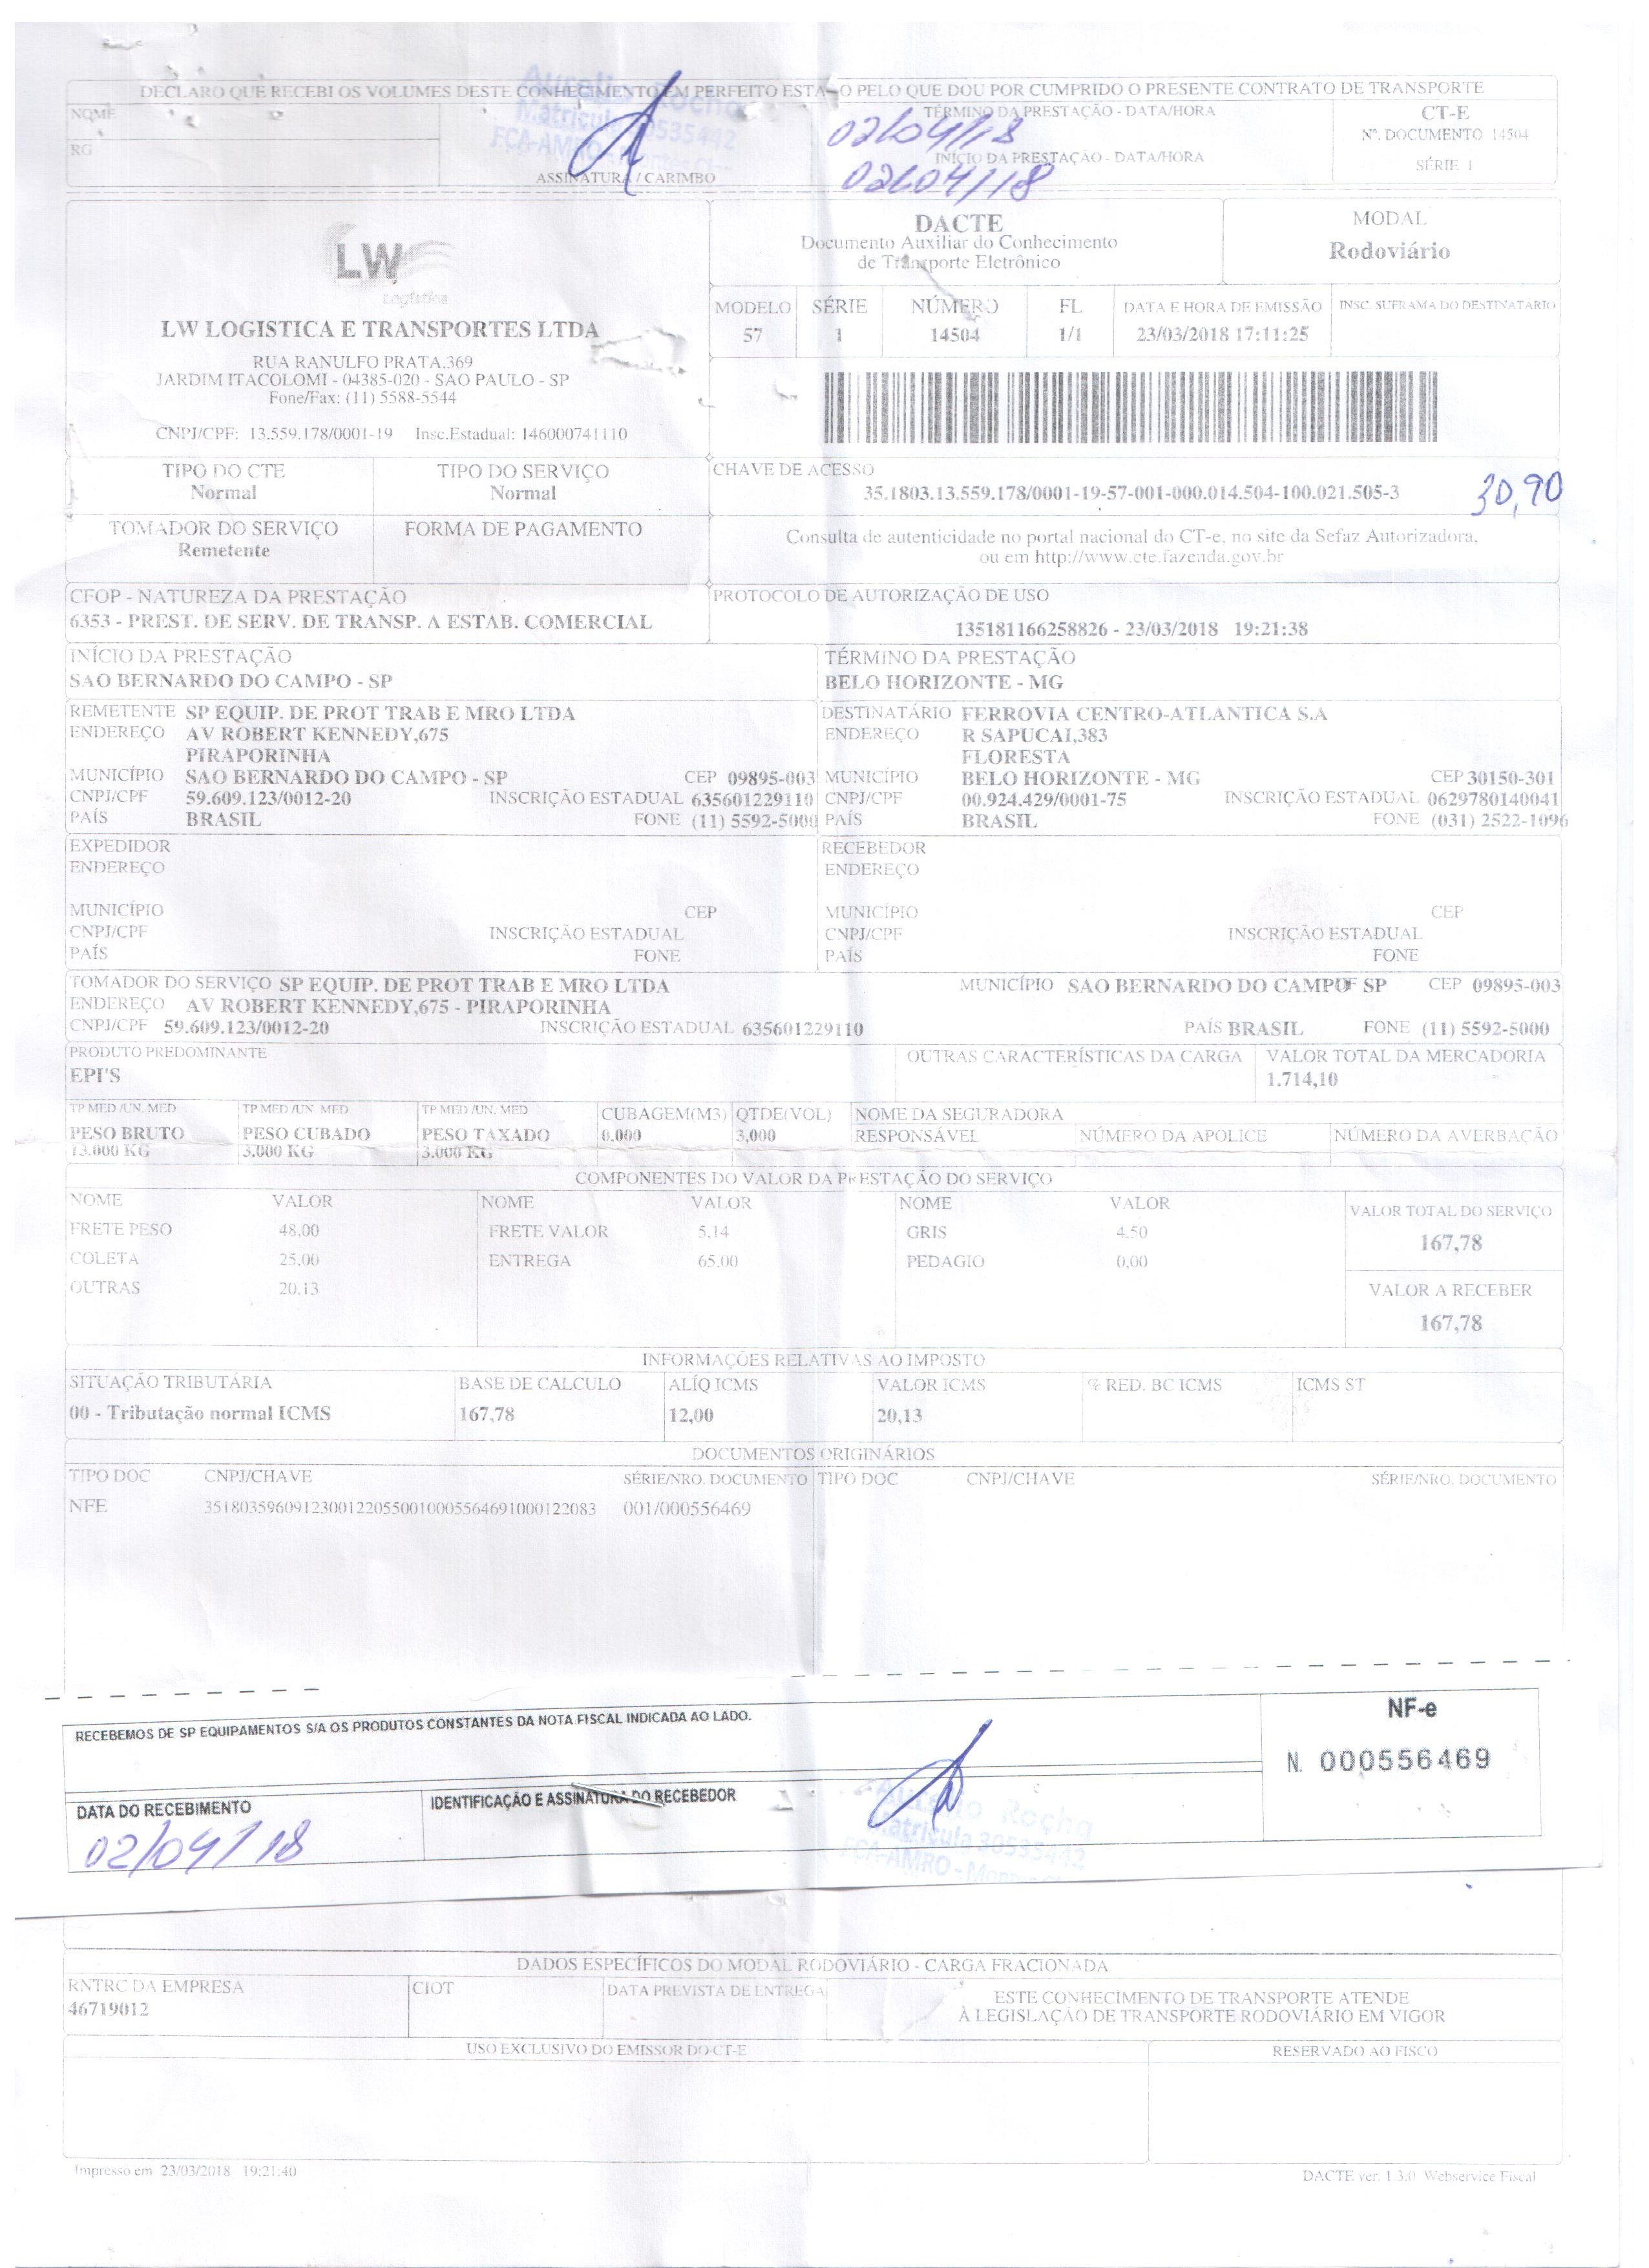 DECLARO QUE RECEBI OS VOLUMES DESTE CONHECIMENTO EM PERFEITO ESTADO PELO QUE DOU POR CUMPRIDO O PRESENTE CONTRATO DE TRANSPORTE
NOME
RG
Aurelio Rocha
Matricula 30535442
FCA-AMRO - Montes
ASSINATURA / CARIMBO
TÉRMINO DA PRESTAÇÃO - DATA/HORA
02/04/18
INÍCIO DA PRESTAÇÃO - DATA/HORA
02/04/18
CT-E
Nº. DOCUMENTO 14504
SÉRIE 1
LW
Logística
LW LOGISTICA E TRANSPORTES LTDA
RUA RANULFO PRATA,369
JARDIM ITACOLOMI - 04385-020 - SAO PAULO - SP
Fone/Fax: (11) 5588-5544
CNPJ/CPF: 13.559.178/0001-19 Insc.Estadual: 146000741110
DACTE
Documento Auxiliar do Conhecimento
de Transporte Eletrônico
MODAL
Rodoviário
MODELO SÉRIE NÚMERO FL DATA E HORA DE EMISSÃO INSC. SUFRAMA DO DESTINATÁRIO
57 1 14504 1/1 23/03/2018 17:11:25
TIPO DO CTE TIPO DO SERVIÇO
Normal Normal
CHAVE DE ACESSO
35.1803.13.559.178/0001-19-57-001-000.014.504-100.021.505-3
30,90
TOMADOR DO SERVIÇO FORMA DE PAGAMENTO
Remetente
Consulta de autenticidade no portal nacional do CT-e, no site da Sefaz Autorizadora,
ou em http://www.cte.fazenda.gov.br
CFOP - NATUREZA DA PRESTAÇÃO
6353 - PREST. DE SERV. DE TRANSP. A ESTAB. COMERCIAL
PROTOCOLO DE AUTORIZAÇÃO DE USO
135181166258826 - 23/03/2018 19:21:38
INÍCIO DA PRESTAÇÃO
SAO BERNARDO DO CAMPO - SP
TÉRMINO DA PRESTAÇÃO
BELO HORIZONTE - MG
REMETENTE SP EQUIP. DE PROT TRAB E MRO LTDA
ENDEREÇO AV ROBERT KENNEDY,675
PIRAPORINHA
MUNICÍPIO SAO BERNARDO DO CAMPO - SP CEP 09895-003
CNPJ/CPF 59.609.123/0012-20 INSCRIÇÃO ESTADUAL 635601229110
PAÍS BRASIL FONE (11) 5592-5000
DESTINATÁRIO FERROVIA CENTRO-ATLANTICA S.A
ENDEREÇO R SAPUCAI,383
FLORESTA
MUNICÍPIO BELO HORIZONTE - MG CEP 30150-301
CNPJ/CPF 00.924.429/0001-75 INSCRIÇÃO ESTADUAL 0629780140041
PAÍS BRASIL FONE (031) 2522-1096
EXPEDIDOR
ENDEREÇO
MUNICÍPIO CEP
CNPJ/CPF INSCRIÇÃO ESTADUAL
PAÍS FONE
RECEBEDOR
ENDEREÇO
MUNICÍPIO CEP
CNPJ/CPF INSCRIÇÃO ESTADUAL
PAÍS FONE
TOMADOR DO SERVIÇO SP EQUIP. DE PROT TRAB E MRO LTDA MUNICÍPIO SAO BERNARDO DO CAMPO SP CEP 09895-003
ENDEREÇO AV ROBERT KENNEDY,675 - PIRAPORINHA
CNPJ/CPF 59.609.123/0012-20 INSCRIÇÃO ESTADUAL 635601229110 PAÍS BRASIL FONE (11) 5592-5000
PRODUTO PREDOMINANTE OUTRAS CARACTERÍSTICAS DA CARGA VALOR TOTAL DA MERCADORIA
EPI'S 1.714,10
TP MED /UN. MED TP MED /UN. MED TP MED /UN. MED CUBAGEM(M3) QTDE(VOL) NOME DA SEGURADORA
PESO BRUTO PESO CUBADO PESO TAXADO 0.000 3,000 RESPONSÁVEL NÚMERO DA APOLICE NÚMERO DA AVERBAÇÃO
13.000 KG 3.000 KG 3.000 KG
COMPONENTES DO VALOR DA PRESTAÇÃO DO SERVIÇO
NOME VALOR NOME VALOR NOME VALOR VALOR TOTAL DO SERVIÇO
FRETE PESO 48,00 FRETE VALOR 5,14 GRIS 4.50 167,78
COLETA 25,00 ENTREGA 65.00 PEDAGIO 0,00
OUTRAS 20.13 VALOR A RECEBER
167,78
INFORMAÇÕES RELATIVAS AO IMPOSTO
SITUAÇÃO TRIBUTÁRIA BASE DE CALCULO ALÍQ ICMS VALOR ICMS % RED. BC ICMS ICMS ST
00 - Tributação normal ICMS 167,78 12,00 20,13
DOCUMENTOS ORIGINÁRIOS
TIPO DOC CNPJ/CHAVE SÉRIE/NRO. DOCUMENTO TIPO DOC CNPJ/CHAVE SÉRIE/NRO. DOCUMENTO
NFE 35180359609123001220550010005564691000122083 001/000556469
RECEBEMOS DE SP EQUIPAMENTOS S/A OS PRODUTOS CONSTANTES DA NOTA FISCAL INDICADA AO LADO.
NF-e
N. 000556469
DATA DO RECEBIMENTO
02/04/18
IDENTIFICAÇÃO E ASSINATURA DO RECEBEDOR
Aurelio Rocha
Matricula 30535442
FCA-AMRO - Montes
DADOS ESPECÍFICOS DO MODAL RODOVIÁRIO - CARGA FRACIONADA
RNTRC DA EMPRESA CIOT DATA PREVISTA DE ENTREGA
46719012
ESTE CONHECIMENTO DE TRANSPORTE ATENDE
À LEGISLAÇÃO DE TRANSPORTE RODOVIÁRIO EM VIGOR
USO EXCLUSIVO DO EMISSOR DO CT-E RESERVADO AO FISCO
Impresso em 23/03/2018 19:21:40
DACTE ver. 1.3.0 Webservice Fiscal